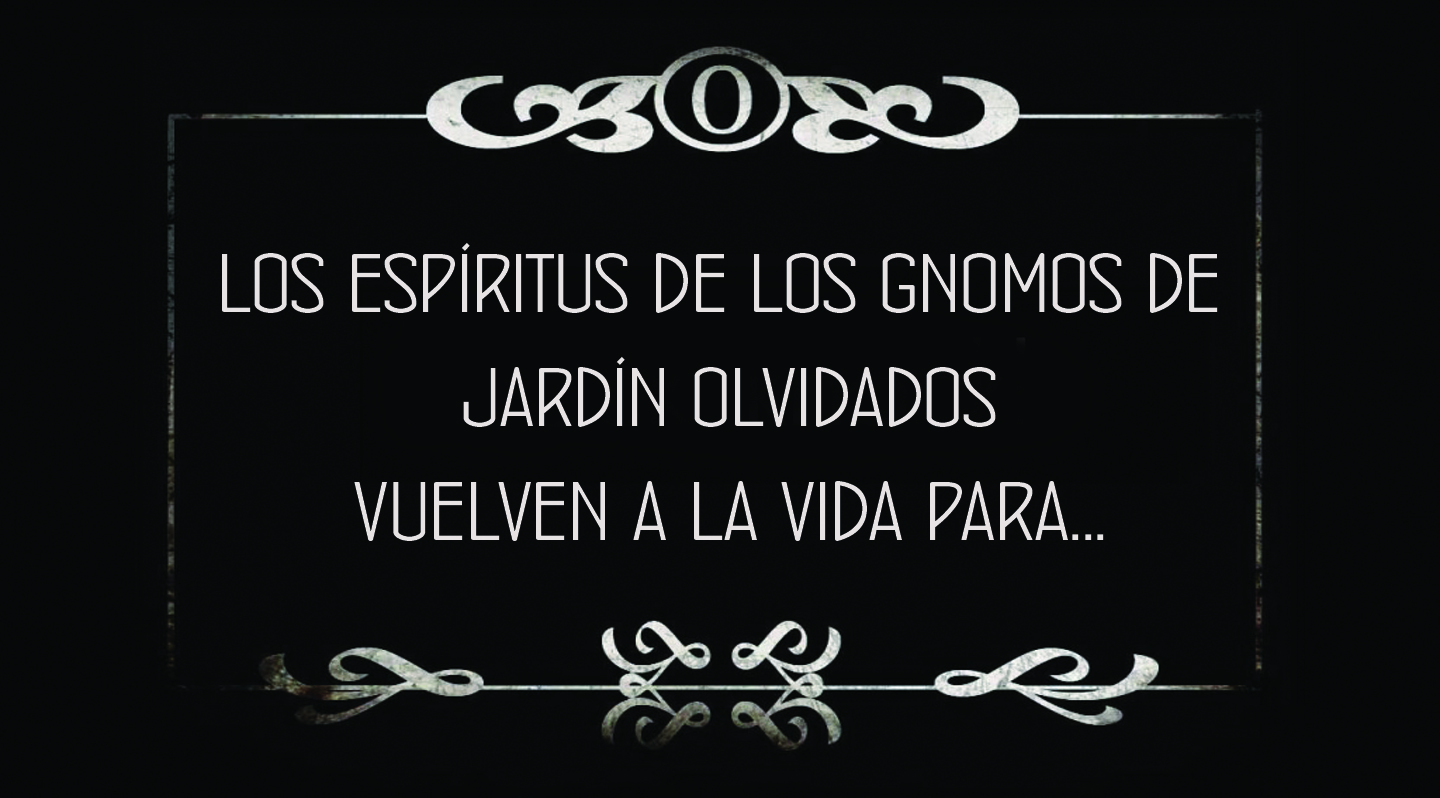 O
LOS ESPÍRITUS DE LOS GNOMOS DE
JARDÍN OLVIDADOS
VUELVEN A LA VIDA PARA...